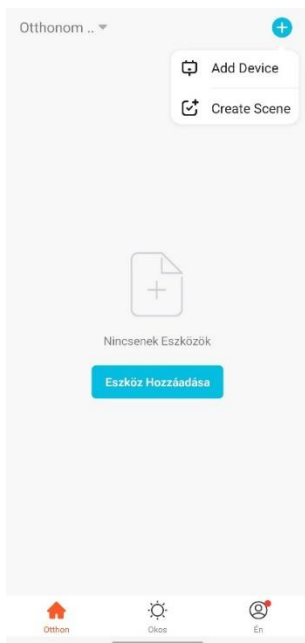 Otthonom ..
Add Device
Create Scene
Nincsenek Eszközök
Eszköz Hozzáadása
Otthon
Okos
Én